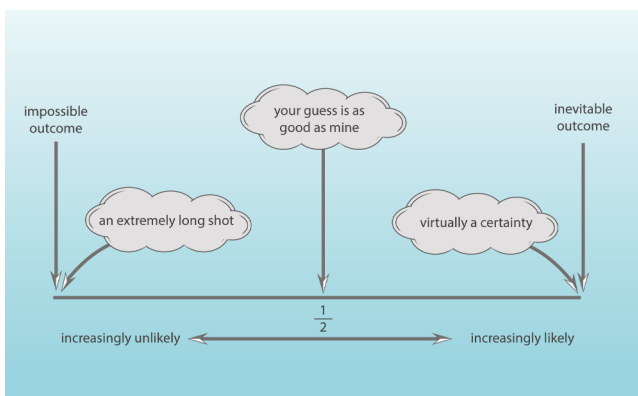 impossible
outcome
your guess is as
good as mine
inevitable
outcome
an extremely long shot
virtually a certainty
1
2
increasingly unlikely
increasingly likely